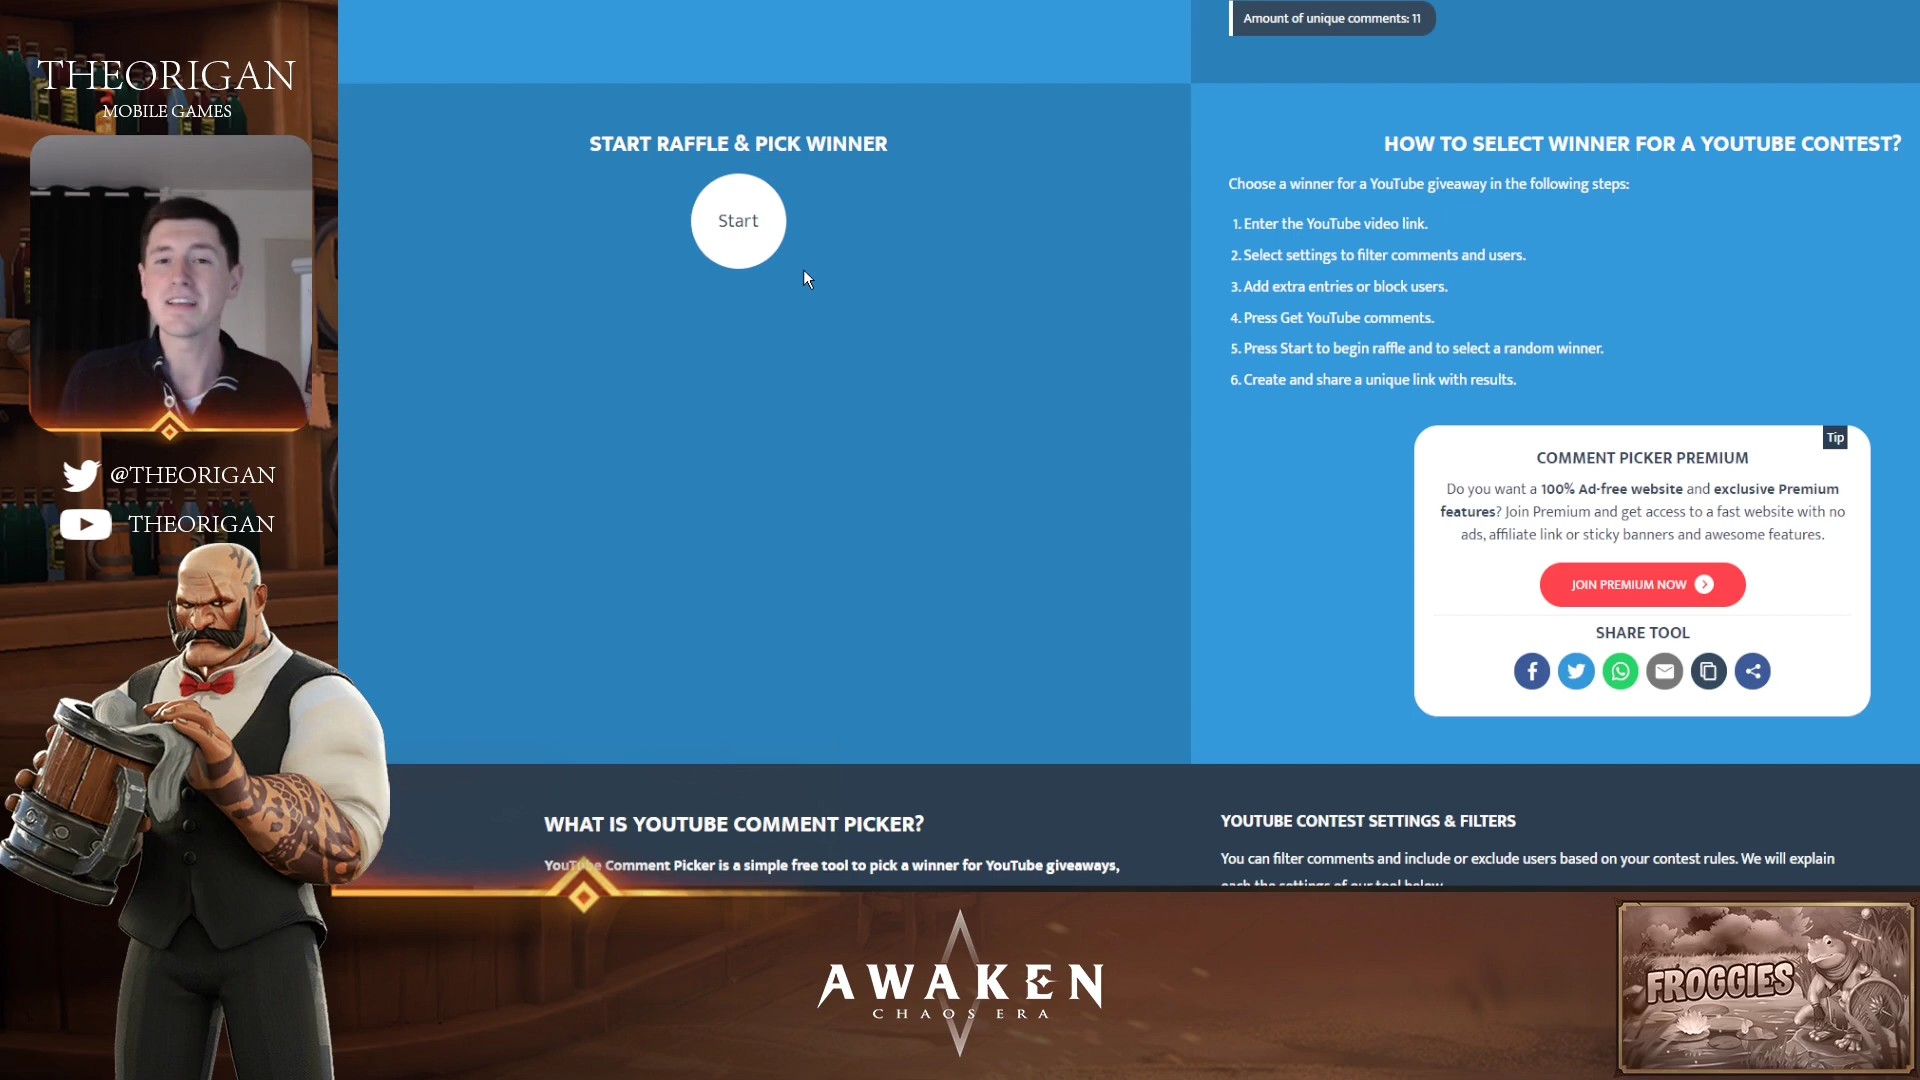 THEORIGAN
MOBILE GAMES
@THEORIGAN
THEORIGAN
Amount of unique comments: 11
START RAFFLE & PICK WINNER
Start
HOW TO SELECT WINNER FOR A YOUTUBE CONTEST?
Choose a winner for a YouTube giveaway in the following steps:
1. Enter the YouTube video link.
2. Select settings to filter comments and users.
3. Add extra entries or block users.
4. Press Get YouTube comments.
5. Press Start to begin raffle and to select a random winner.
6. Create and share a unique link with results.
Tip
COMMENT PICKER PREMIUM
Do you want a 100% Ad-free website and exclusive Premium
features? Join Premium and get access to a fast website with no
ads, affiliate link or sticky banners and awesome features.
JOIN PREMIUM NOW
SHARE TOOL
WHAT IS YOUTUBE COMMENT PICKER?
YouTube Comment Picker is a simple free tool to pick a winner for YouTube giveaways,
YOUTUBE CONTEST SETTINGS & FILTERS
You can filter comments and include or exclude users based on your contest rules. We will explain
each the settings of our tool below
AWAKEN
CHAOS ERA
FROGGIES